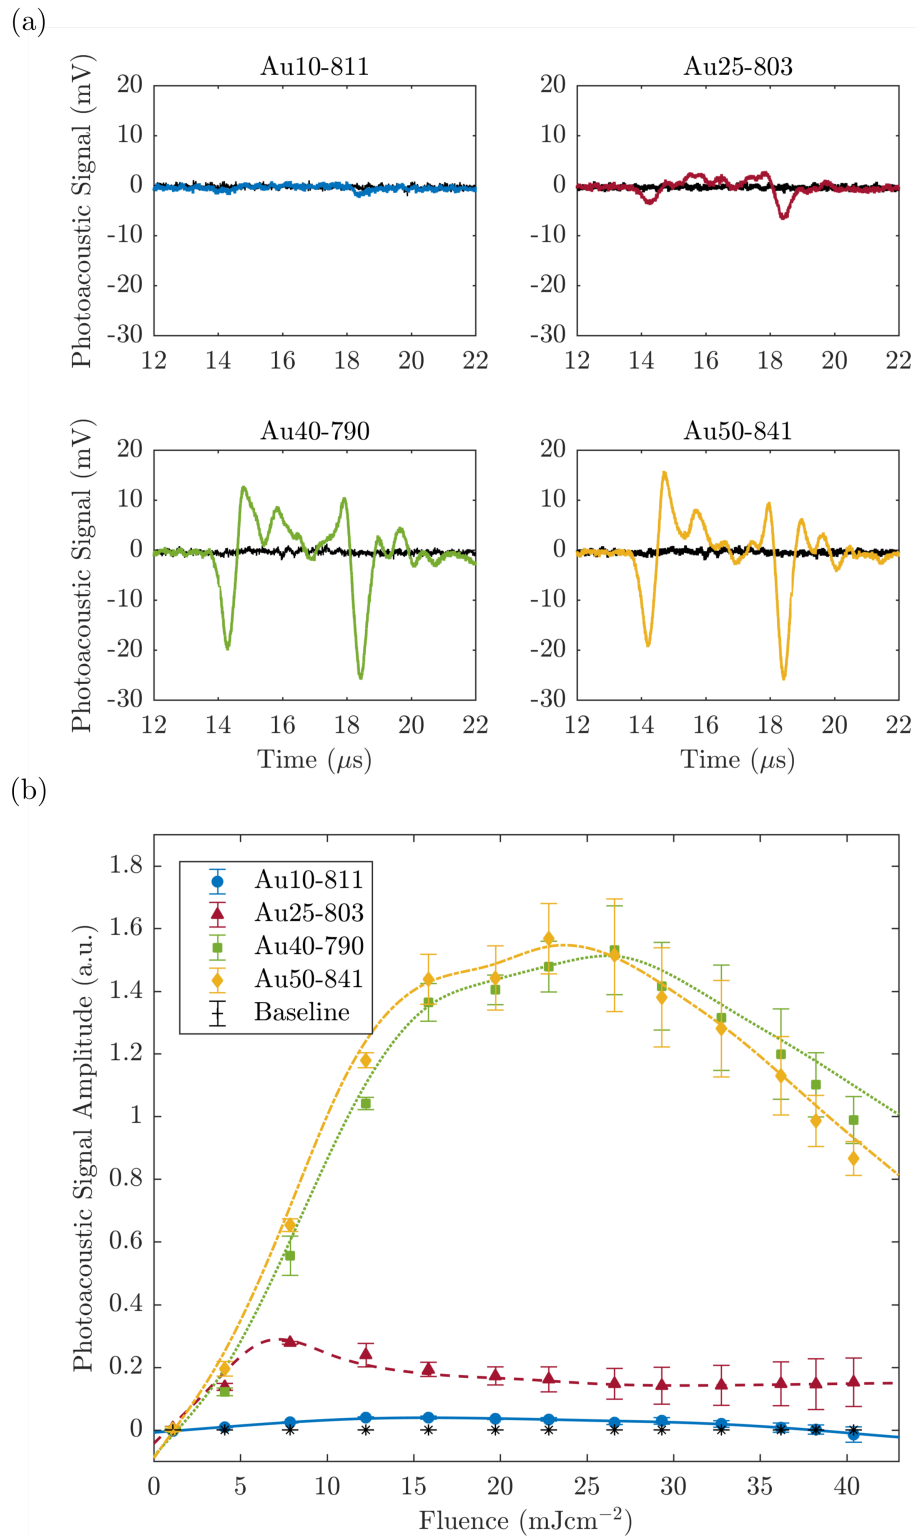 (a)
Au10-811
Au25-803
Photoacoustic Signal (mV)
20
10
0
-10
-20
-30
12 14 16 18 20 22
20
10
0
-10
-20
-30
12 14 16 18 20 22
Au40-790
Au50-841
Photoacoustic Signal (mV)
20
10
0
-10
-20
-30
12 14 16 18 20 22
Time (μs)
20
10
0
-10
-20
-30
12 14 16 18 20 22
Time (μs)
(b)
Photoacoustic Signal Amplitude (a.u.)
1.8
1.6
1.4
1.2
1
0.8
0.6
0.4
0.2
0
Au10-811
Au25-803
Au40-790
Au50-841
Baseline
0 5 10 15 20 25 30 35 40
Fluence (mJcm⁻²)